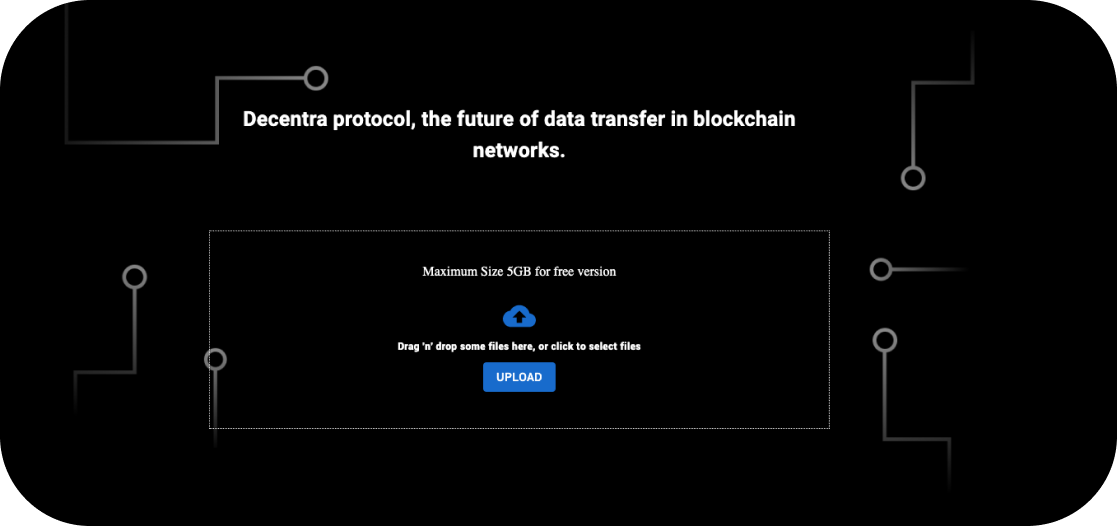 Decentra protocol, the future of data transfer in blockchain
networks.
Maximum Size 5GB for free version
Drag 'n' drop some files here, or click to select files
UPLOAD